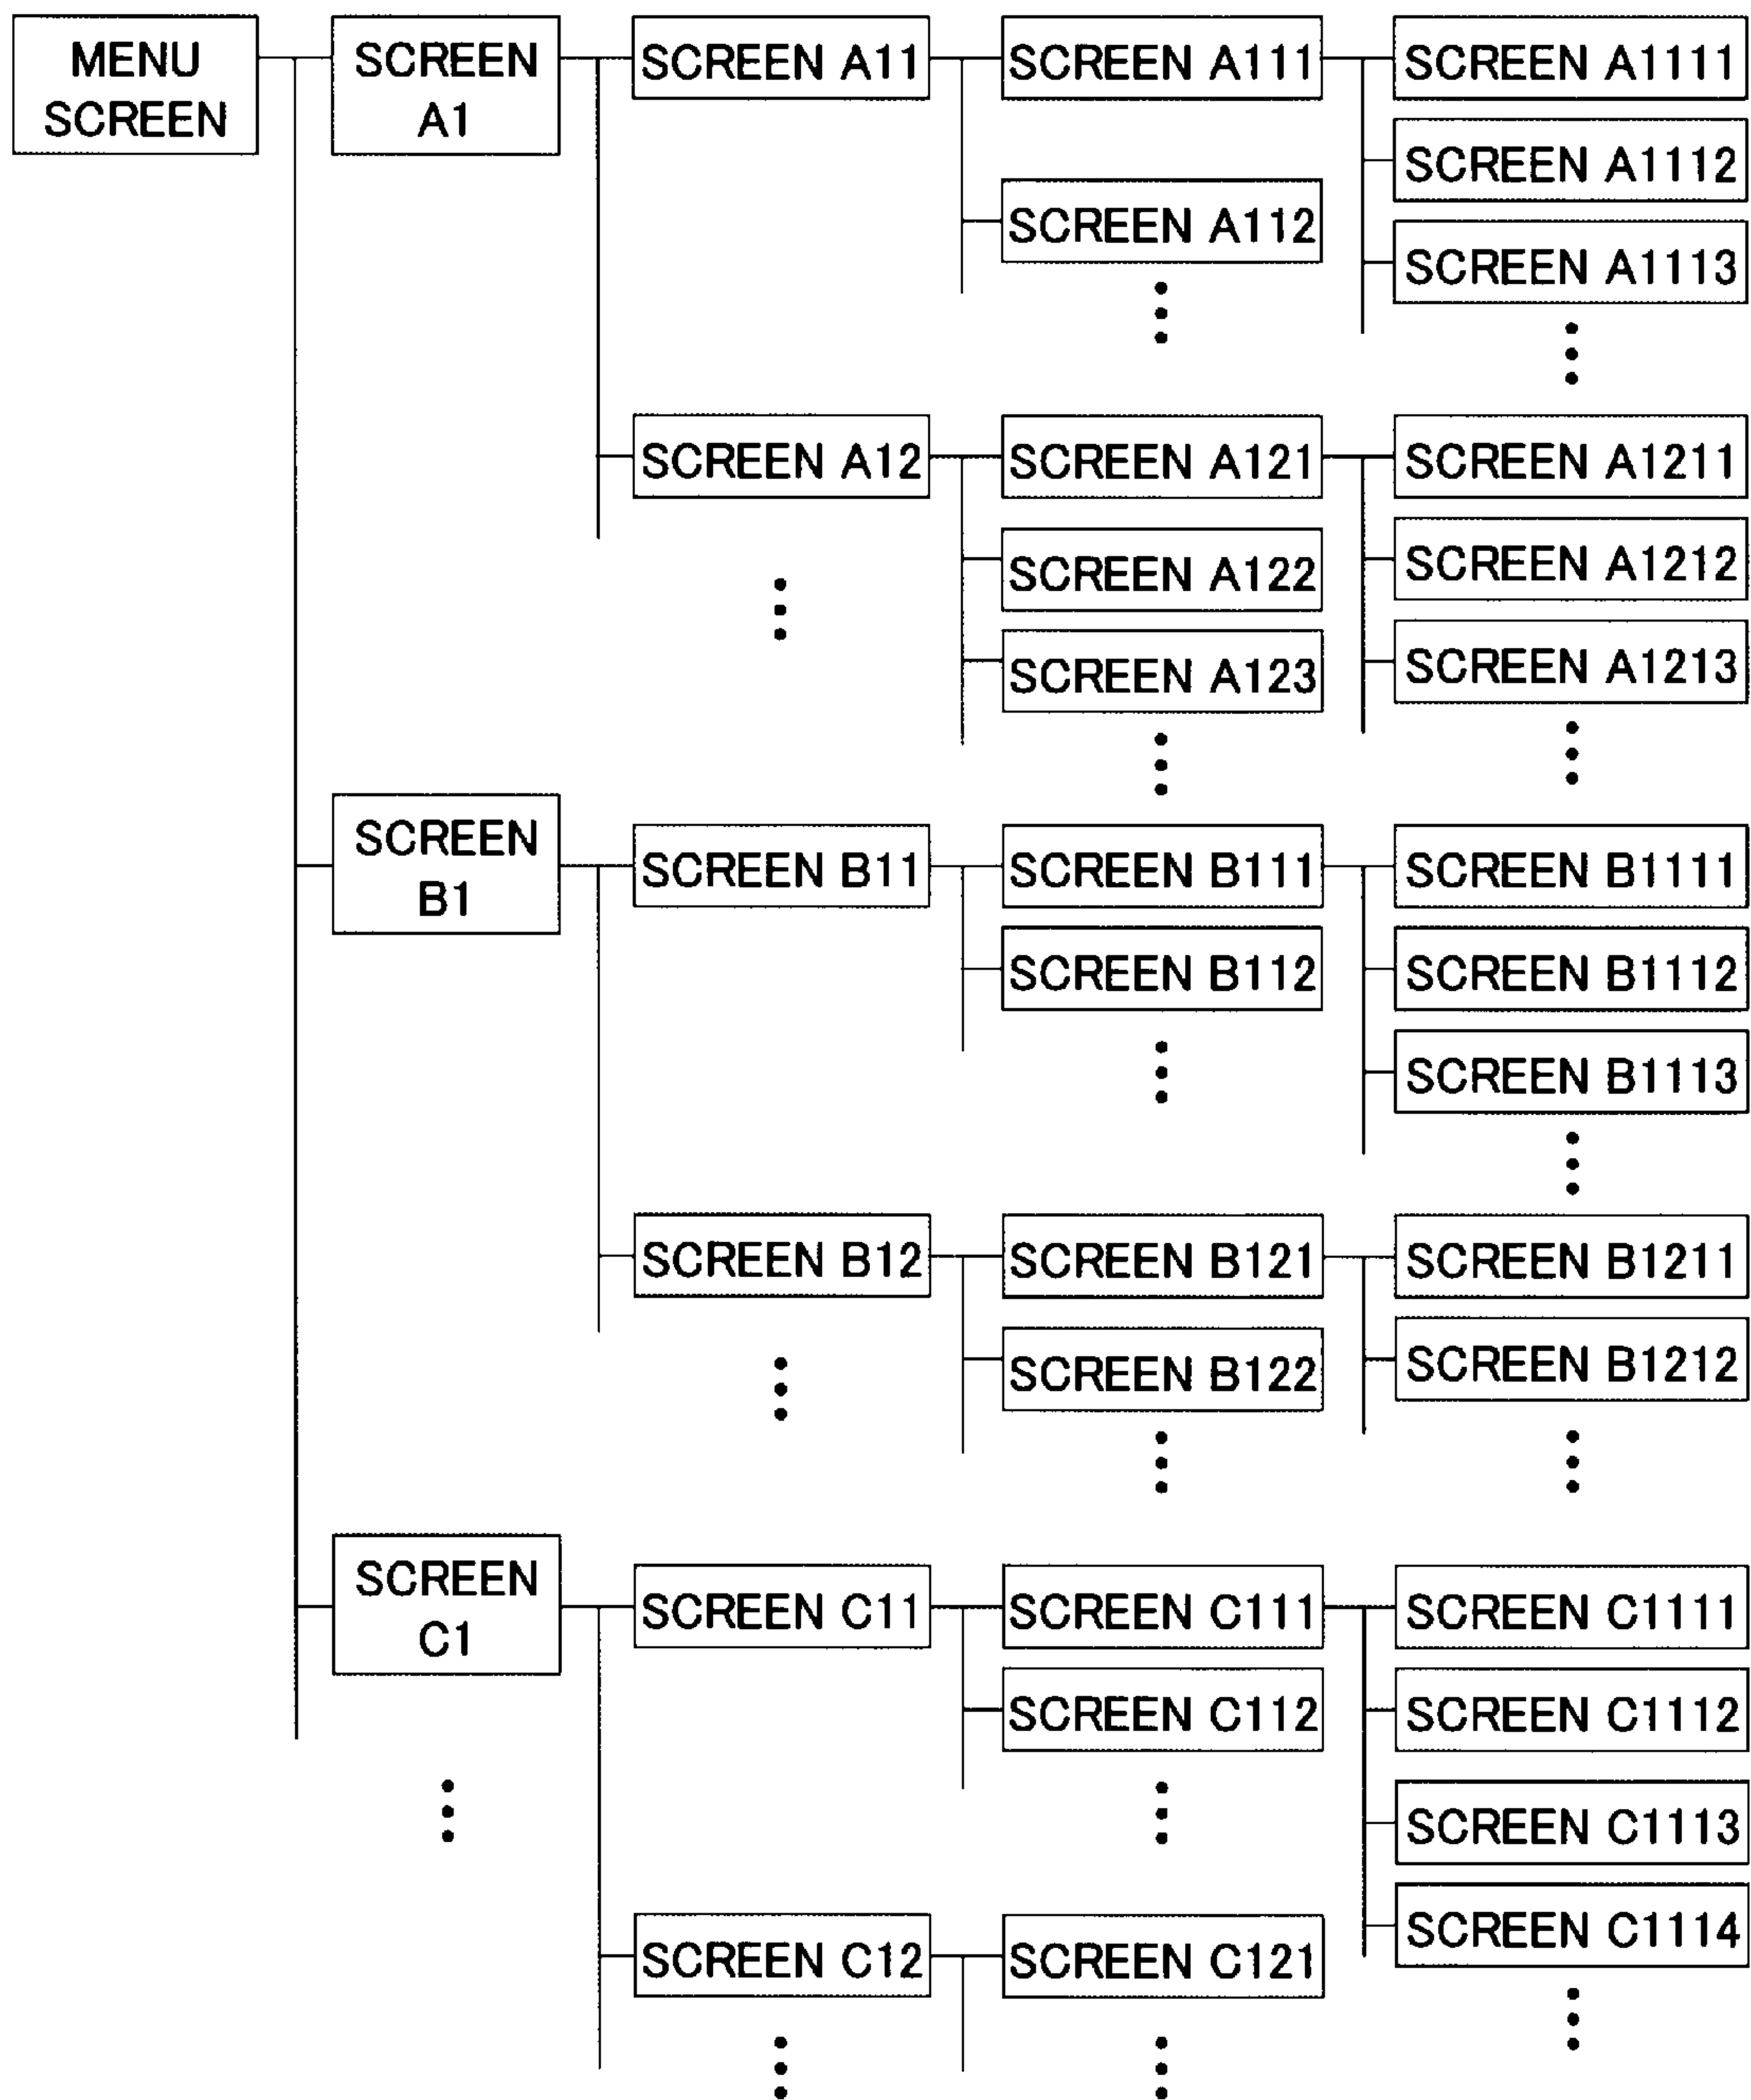 MENU
SCREEN
SCREEN
A1
SCREEN A11
SCREEN A111
SCREEN A1111
SCREEN A1112
SCREEN A1113
SCREEN A112
SCREEN A12
SCREEN A121
SCREEN A1211
SCREEN A1212
SCREEN A1213
SCREEN A122
SCREEN A123
SCREEN
B1
SCREEN B11
SCREEN B111
SCREEN B1111
SCREEN B1112
SCREEN B1113
SCREEN B112
SCREEN B12
SCREEN B121
SCREEN B1211
SCREEN B1212
SCREEN B122
SCREEN
C1
SCREEN C11
SCREEN C111
SCREEN C1111
SCREEN C1112
SCREEN C1113
SCREEN C1114
SCREEN C112
SCREEN C12
SCREEN C121